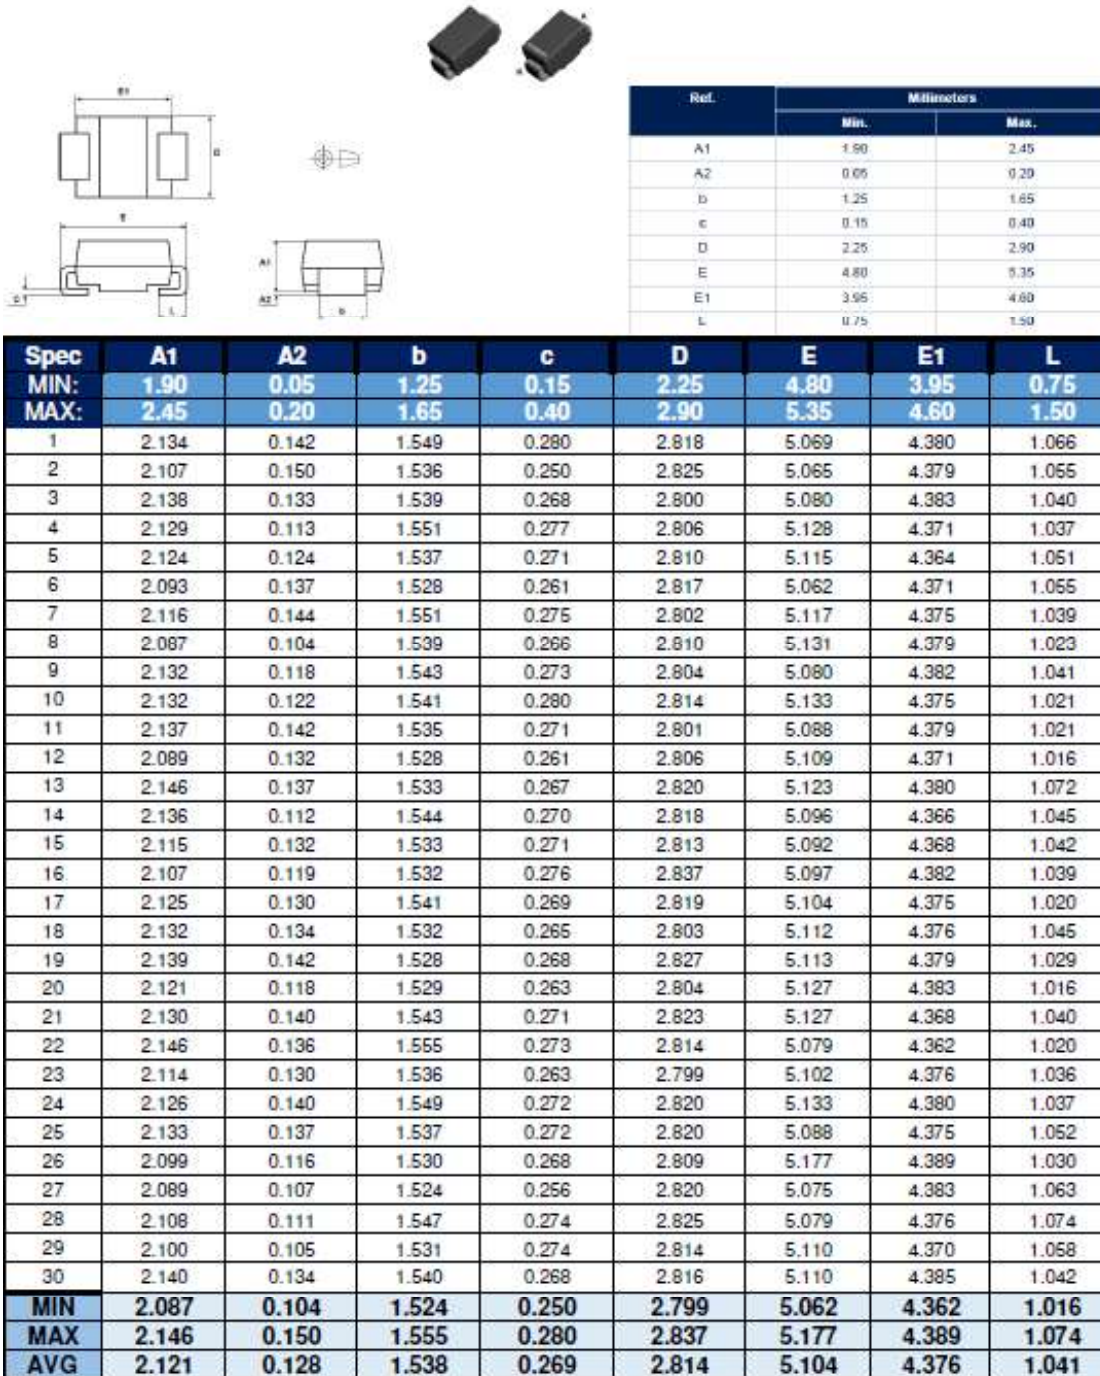 A
K
E1
D
E
A1
A2
C
L
b
Ref. Millimeters
Min. Max.
A1 1.90 2.45
A2 0.05 0.20
b 1.25 1.65
c 0.15 0.40
D 2.25 2.90
E 4.80 5.35
E1 3.95 4.60
L 0.75 1.50
Spec A1 A2 b c D E E1 L
MIN: 1.90 0.05 1.25 0.15 2.25 4.80 3.95 0.75
MAX: 2.45 0.20 1.65 0.40 2.90 5.35 4.60 1.50
1 2.134 0.142 1.549 0.280 2.818 5.069 4.380 1.066
2 2.107 0.150 1.536 0.250 2.825 5.065 4.379 1.055
3 2.138 0.133 1.539 0.268 2.800 5.080 4.383 1.040
4 2.129 0.113 1.551 0.277 2.806 5.128 4.371 1.037
5 2.124 0.124 1.537 0.271 2.810 5.115 4.364 1.051
6 2.093 0.137 1.528 0.261 2.817 5.062 4.371 1.055
7 2.116 0.144 1.551 0.275 2.802 5.117 4.375 1.039
8 2.087 0.104 1.539 0.266 2.810 5.131 4.379 1.023
9 2.132 0.118 1.543 0.273 2.804 5.080 4.382 1.041
10 2.132 0.122 1.541 0.280 2.814 5.133 4.375 1.021
11 2.137 0.142 1.535 0.271 2.801 5.088 4.379 1.021
12 2.089 0.132 1.528 0.261 2.806 5.109 4.371 1.016
13 2.146 0.137 1.533 0.267 2.820 5.123 4.380 1.072
14 2.136 0.112 1.544 0.270 2.818 5.096 4.366 1.045
15 2.115 0.132 1.533 0.271 2.813 5.092 4.368 1.042
16 2.107 0.119 1.532 0.276 2.837 5.097 4.382 1.039
17 2.125 0.130 1.541 0.269 2.819 5.104 4.375 1.020
18 2.132 0.134 1.532 0.265 2.803 5.112 4.376 1.045
19 2.139 0.142 1.528 0.268 2.827 5.113 4.379 1.029
20 2.121 0.118 1.529 0.263 2.804 5.127 4.383 1.016
21 2.130 0.140 1.543 0.271 2.823 5.127 4.368 1.040
22 2.146 0.136 1.555 0.273 2.814 5.079 4.362 1.020
23 2.114 0.130 1.536 0.263 2.799 5.102 4.376 1.036
24 2.126 0.140 1.549 0.272 2.820 5.133 4.380 1.037
25 2.133 0.137 1.537 0.272 2.820 5.088 4.375 1.052
26 2.099 0.116 1.530 0.268 2.809 5.177 4.389 1.030
27 2.089 0.107 1.524 0.256 2.820 5.075 4.383 1.063
28 2.108 0.111 1.547 0.274 2.825 5.079 4.376 1.074
29 2.100 0.105 1.531 0.274 2.814 5.110 4.370 1.058
30 2.140 0.134 1.540 0.268 2.816 5.110 4.385 1.042
MIN 2.087 0.104 1.524 0.250 2.799 5.062 4.362 1.016
MAX 2.146 0.150 1.555 0.280 2.837 5.177 4.389 1.074
AVG 2.121 0.128 1.538 0.269 2.814 5.104 4.376 1.041